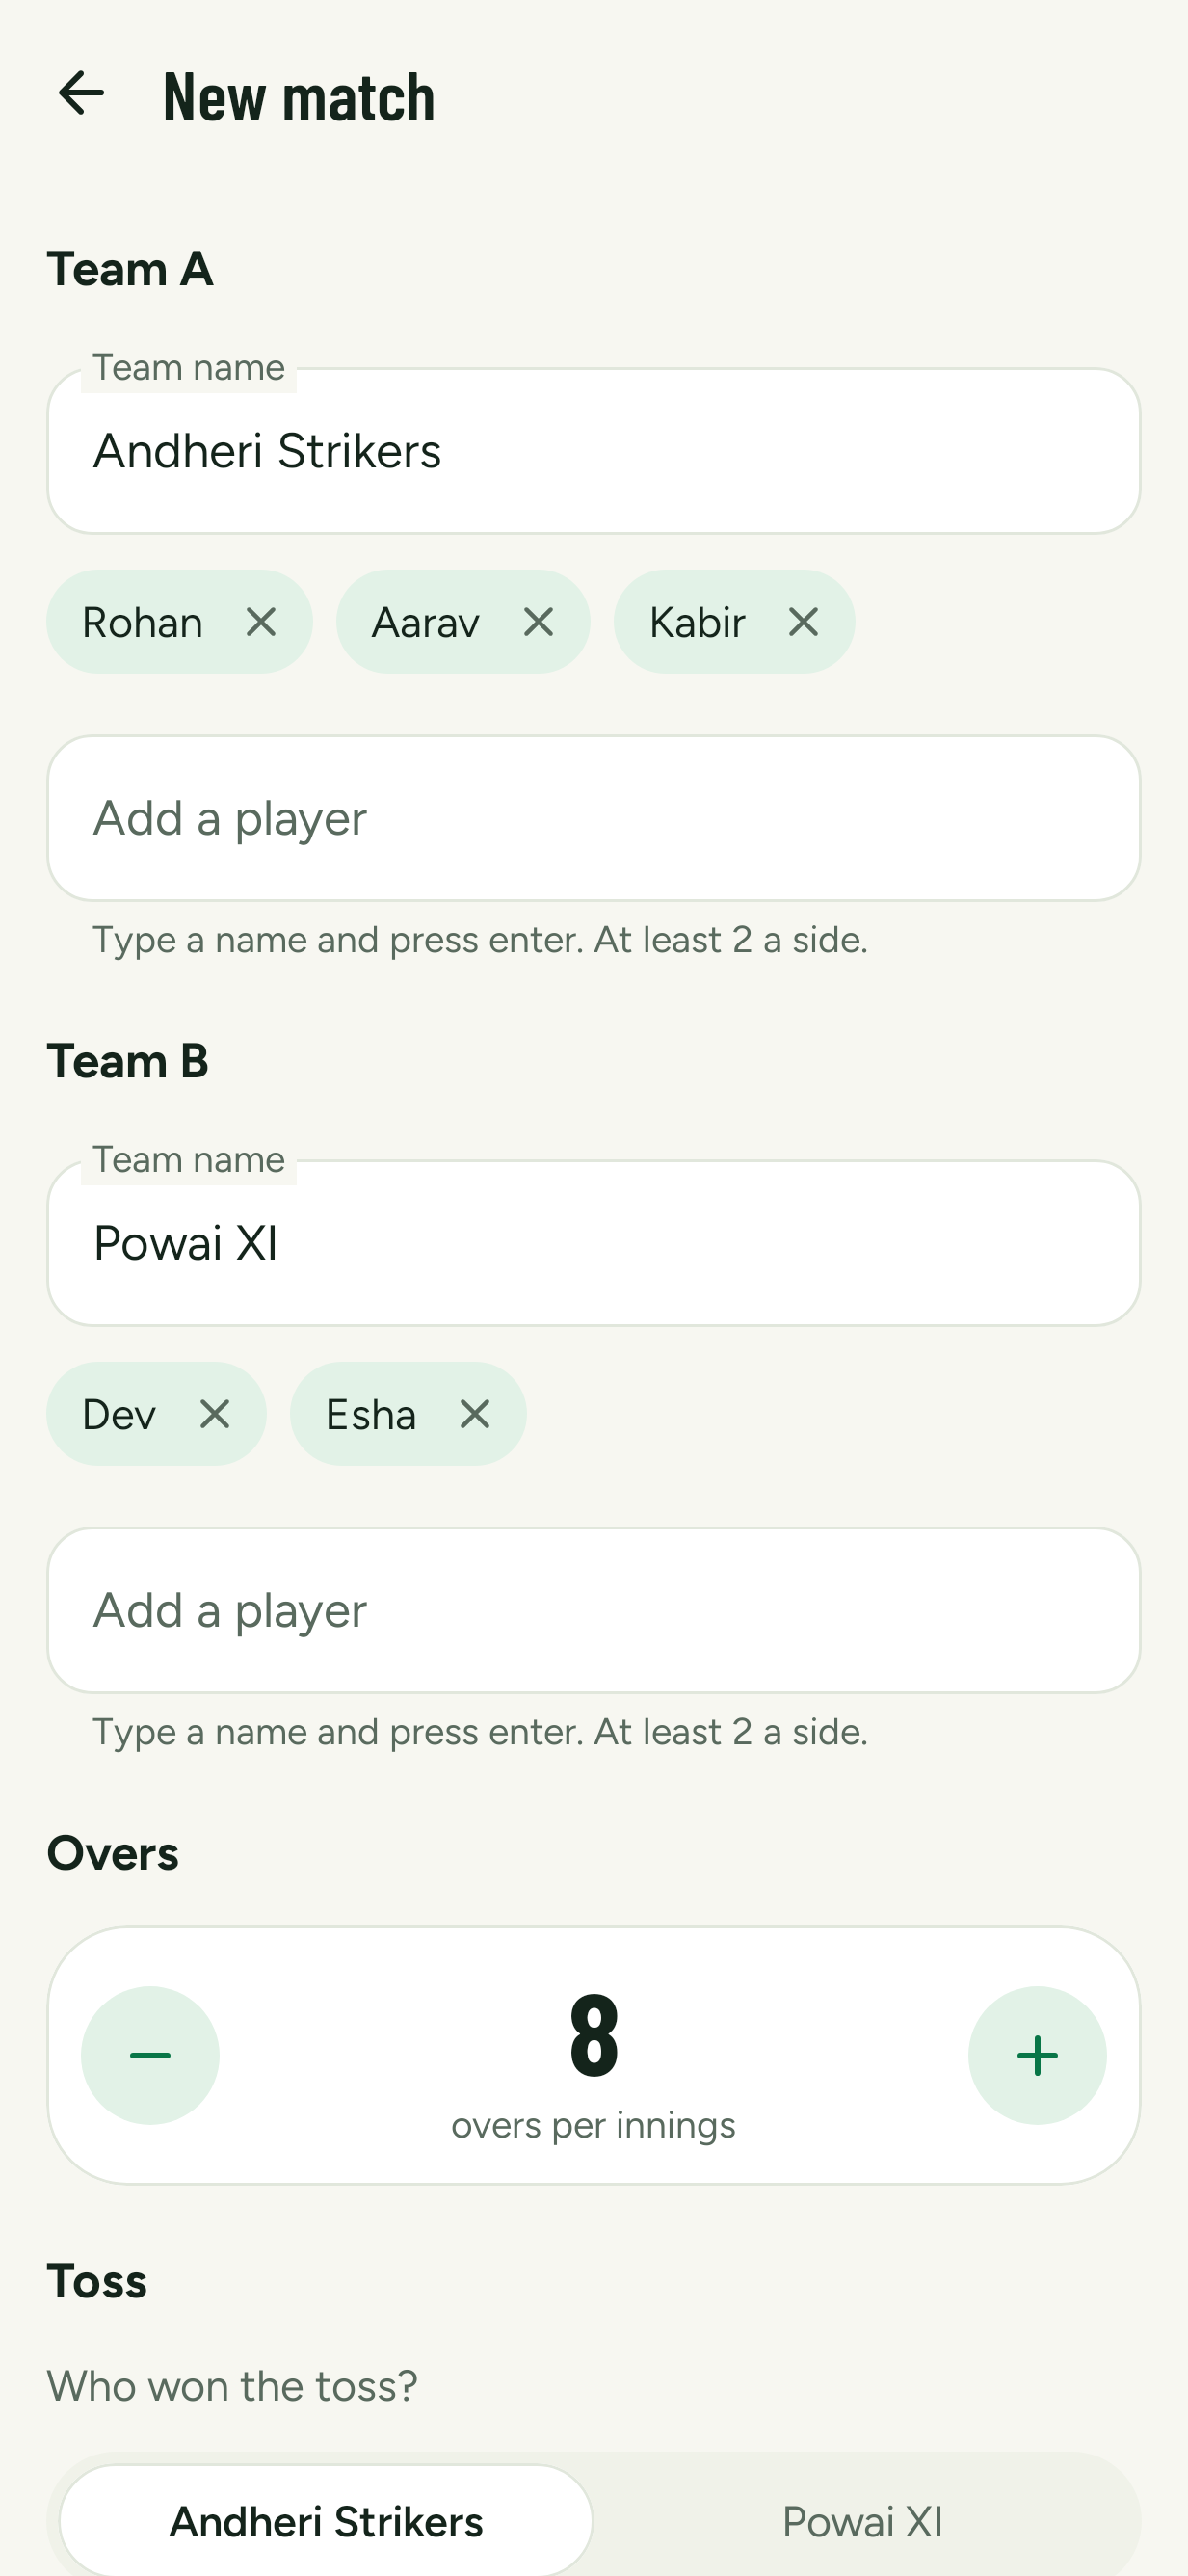 New match
Team A
Team name
Andheri Strikers
Rohan Aarav Kabir
Add a player
Type a name and press enter. At least 2 a side.
Team B
Team name
Powai XI
Dev Esha
Add a player
Type a name and press enter. At least 2 a side.
Overs
8
overs per innings
Toss
Who won the toss?
Andheri Strikers Powai XI